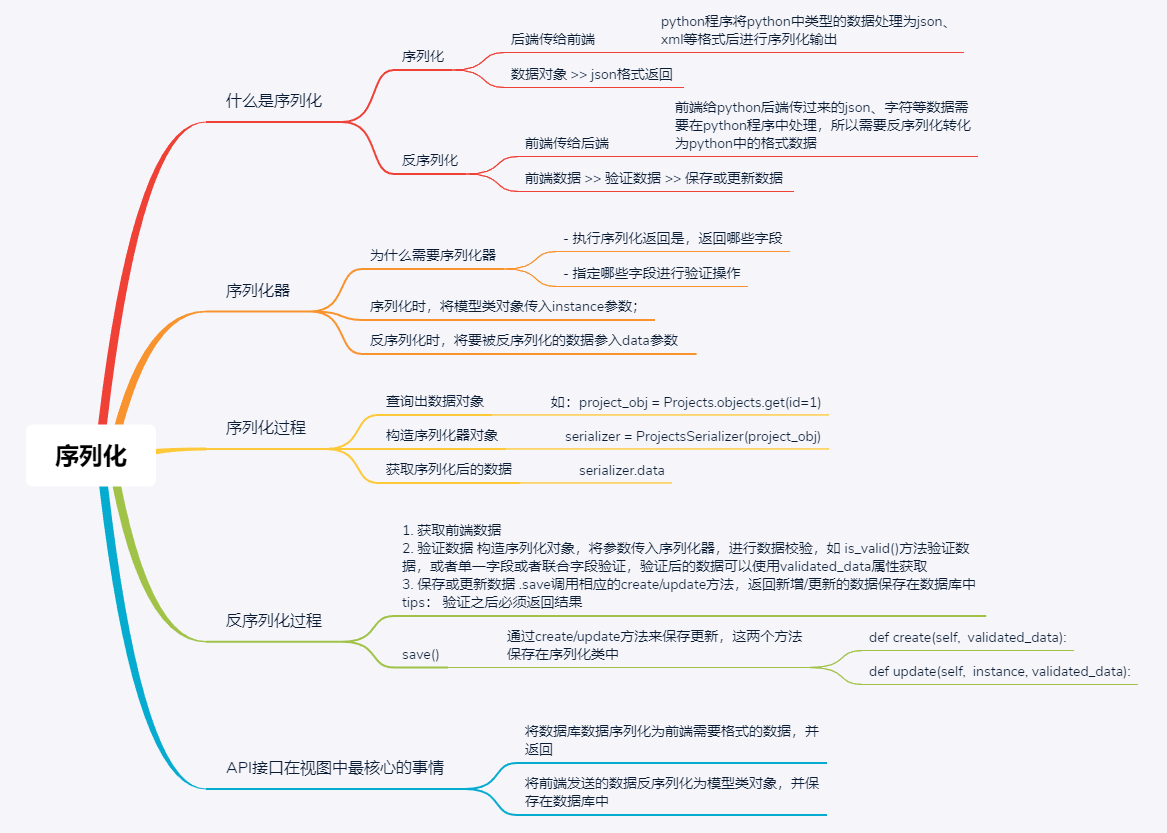 序列化
什么是序列化
序列化
后端传给前端
python程序将python中类型的数据处理为json、
xml等格式后进行序列化输出
数据对象 >> json格式返回
反序列化
前端传给后端
前端给python后端传过来的json、字符等数据需
要在python程序中处理，所以需要反序列化转化
为python中的格式数据
前端数据 >> 验证数据 >> 保存或更新数据
序列化器
为什么需要序列化器
- 执行序列化返回是，返回哪些字段
- 指定哪些字段进行验证操作
序列化时，将模型类对象传入instance参数；
反序列化时，将要被反序列化的数据参入data参数
序列化过程
查询出数据对象
如：project_obj = Projects.objects.get(id=1)
构造序列化器对象
serializer = ProjectsSerializer(project_obj)
获取序列化后的数据
serializer.data
反序列化过程
1. 获取前端数据
2. 验证数据 构造序列化对象，将参数传入序列化器，进行数据校验，如 is_valid()方法验证数
据，或者单一字段或者联合字段验证，验证后的数据可以使用validated_data属性获取
3. 保存或更新数据 .save调用相应的create/update方法，返回新增/更新的数据保存在数据库中
tips： 验证之后必须返回结果
save()
通过create/update方法来保存更新，这两个方法
保存在序列化类中
def create(self, validated_data):
def update(self, instance, validated_data):
API接口在视图中最核心的事情
将数据库数据序列化为前端需要格式的数据，并
返回
将前端发送的数据反序列化为模型类对象，并保
存在数据库中